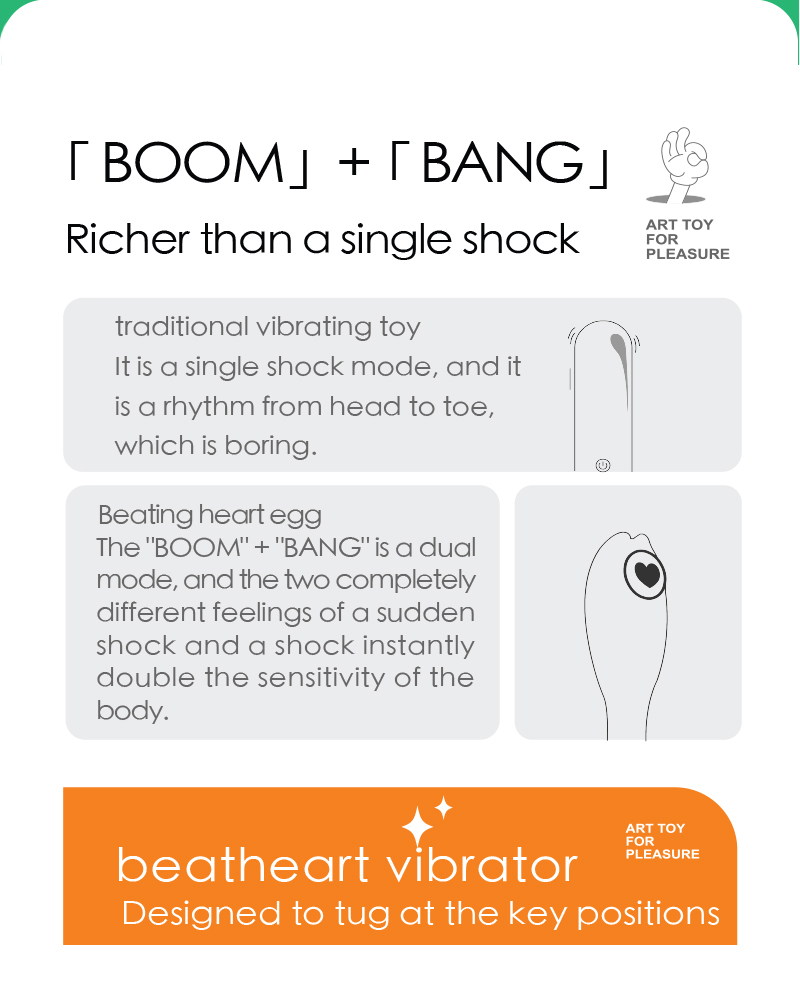 「BOOM」+「BANG」
Richer than a single shock
ART TOY
FOR
PLEASURE
traditional vibrating toy
It is a single shock mode, and it
is a rhythm from head to toe,
which is boring.
Beating heart egg
The "BOOM" + "BANG" is a dual
mode, and the two completely
different feelings of a sudden
shock and a shock instantly
double the sensitivity of the
body.
beatheart vibrator
Designed to tug at the key positions
ART TOY
FOR
PLEASURE